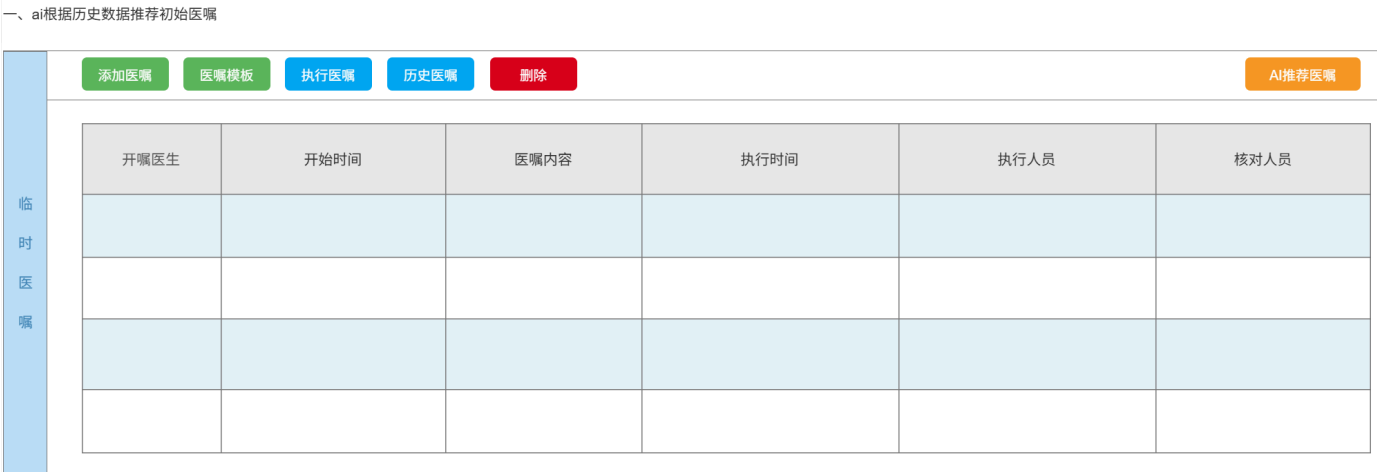 一、ai根据历史数据推荐初始医嘱
添加医嘱 医嘱模板 执行医嘱 历史医嘱 删除 AI推荐医嘱
开嘱医生 开始时间 医嘱内容 执行时间 执行人员 核对人员
临
时
医
嘱